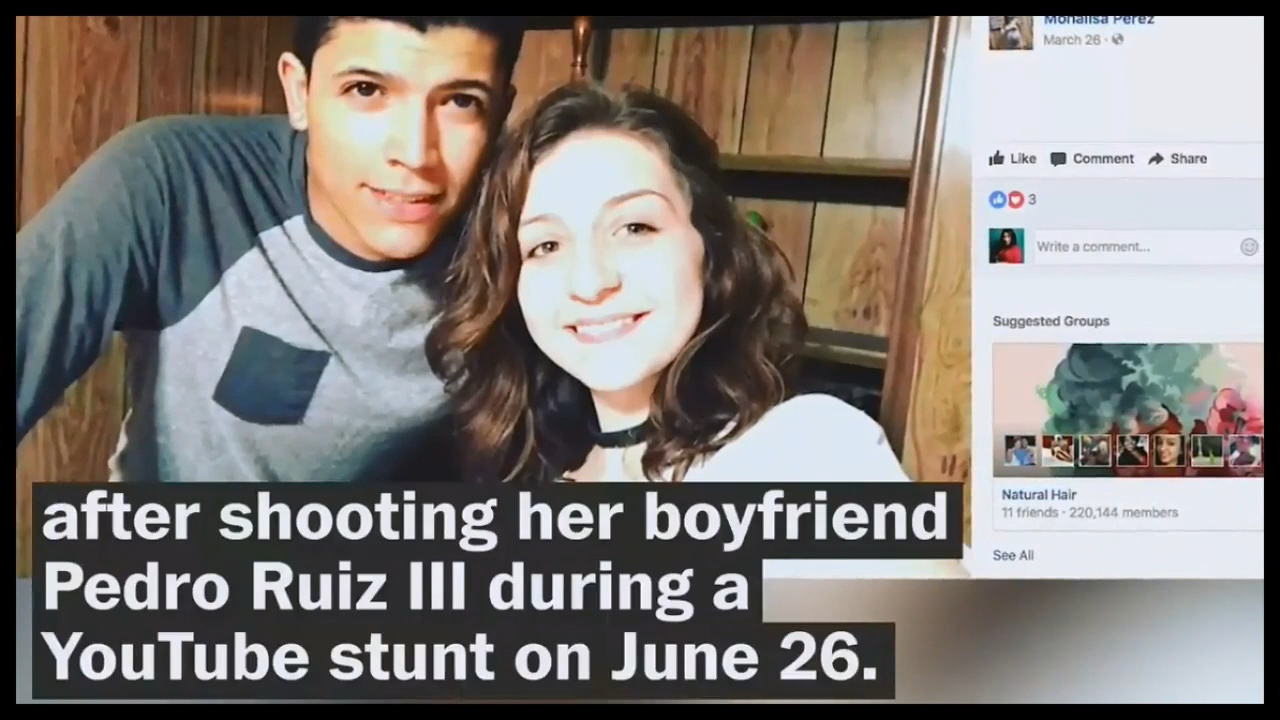 Monalisa Perez
March 26
Like Comment Share
3
Write a comment...
Suggested Groups
Natural Hair
11 friends · 220,144 members
See All
after shooting her boyfriend
Pedro Ruiz III during a
YouTube stunt on June 26.